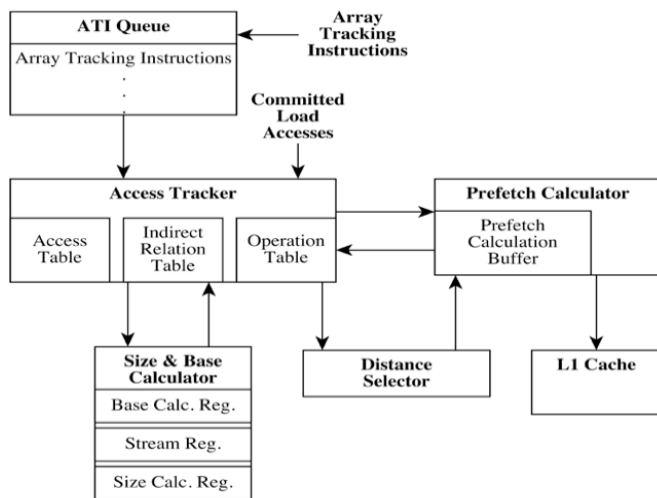 ATI Queue
Array Tracking Instructions
.
.
.
Array
Tracking
Instructions
Committed
Load
Accesses
Access Tracker
Access
Table
Indirect
Relation
Table
Operation
Table
Prefetch Calculator
Prefetch
Calculation
Buffer
Size & Base
Calculator
Base Calc. Reg.
Stream Reg.
Size Calc. Reg.
Distance
Selector
L1 Cache